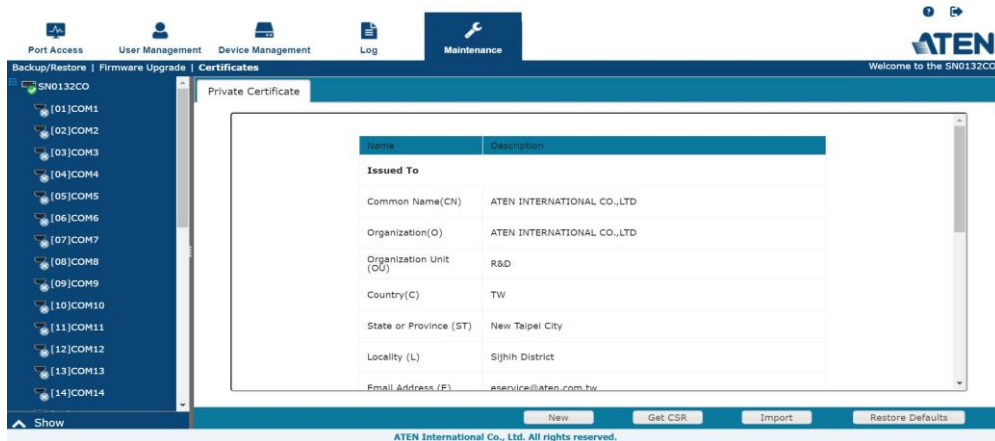 ATEN
Port Access
User Management
Device Management
Log
Maintenance
Backup/Restore | Firmware Upgrade | Certificates
Welcome to the SN0132CO
SN0132CO
[01]COM1
[02]COM2
[03]COM3
[04]COM4
[05]COM5
[06]COM6
[07]COM7
[08]COM8
[09]COM9
[10]COM10
[11]COM11
[12]COM12
[13]COM13
[14]COM14
Show
Private Certificate
Name Description
Issued To
Common Name(CN) ATEN INTERNATIONAL CO.,LTD
Organization(O) ATEN INTERNATIONAL CO.,LTD
Organization Unit
(OU) R&D
Country(C) TW
State or Province (ST) New Taipei City
Locality (L) Sijhih District
Email Address (E) eservice@aten.com.tw
New
Get CSR
Import
Restore Defaults
ATEN International Co., Ltd. All rights reserved.